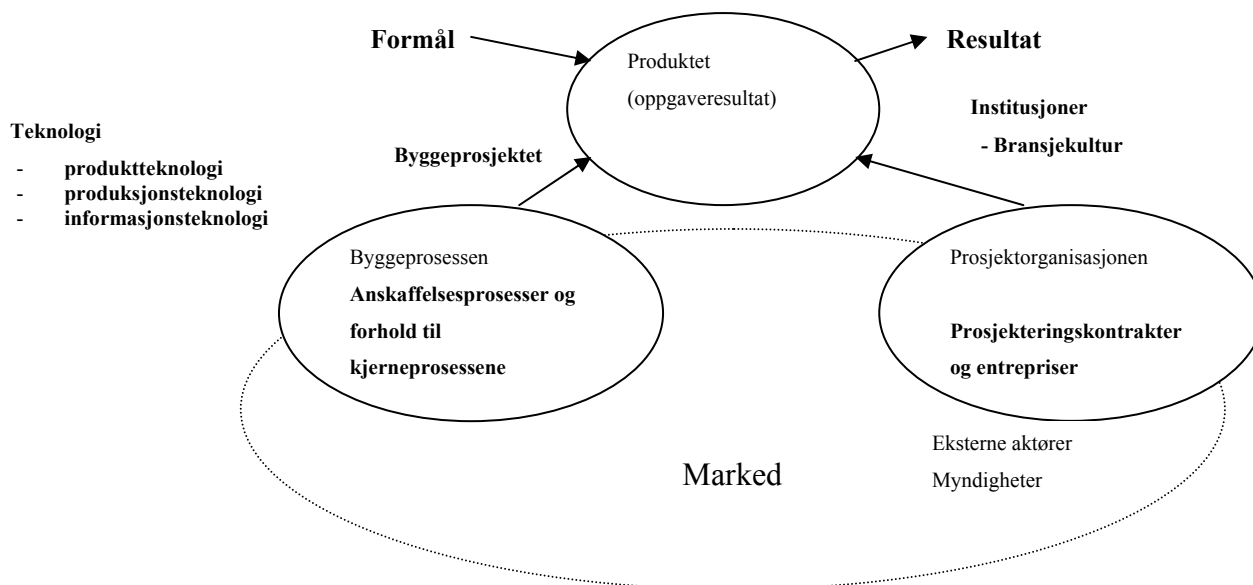 Formål
Resultat
Produktet
(oppgaveresultat)
Institusjoner
- Bransjekultur
Teknologi
- produktteknologi
- produksjonsteknologi
- informasjonsteknologi
Byggeprosjektet
Byggeprosessen
Anskaffelsesprosesser og
forhold til
kjerneprosessene
Prosjektorganisasjonen
Prosjekteringskontrakter
og entrepriser
Eksterne aktører
Myndigheter
Marked